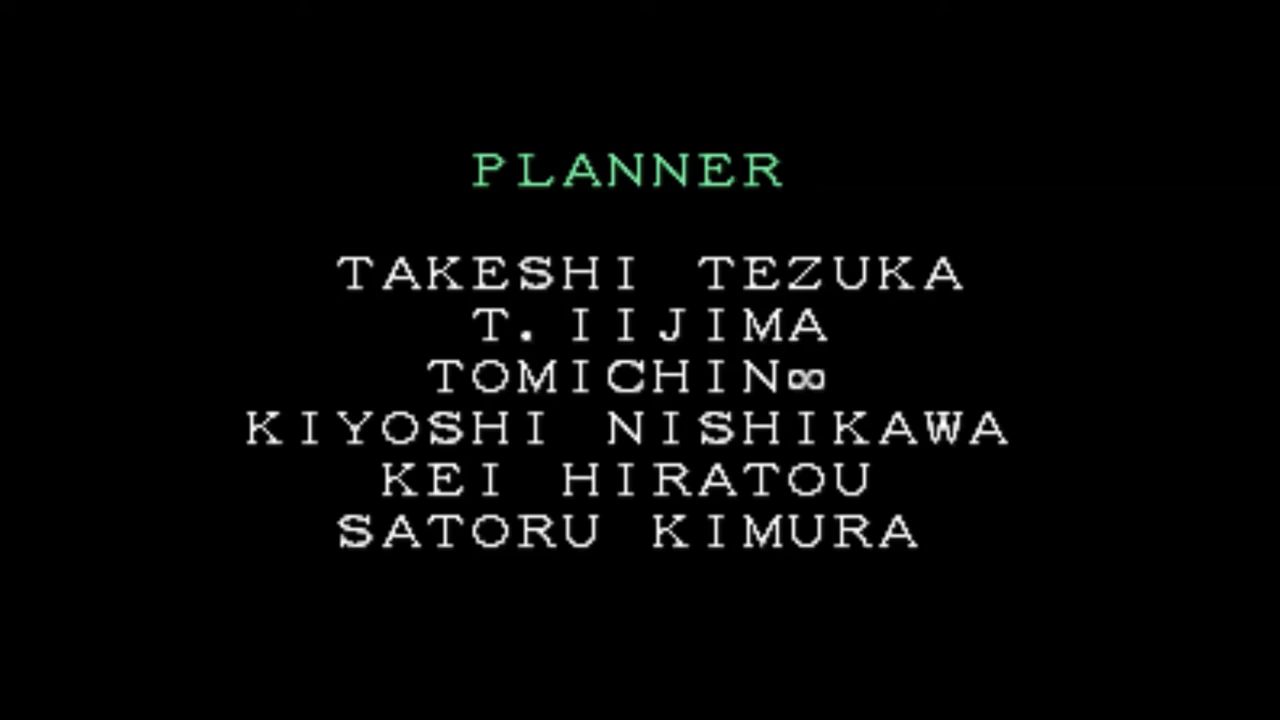 PLANNER
TAKESHI TEZUKA
T.IIJIMA
TOMICHIN∞
KIYOSHI NISHIKAWA
KEI HIRATOU
SATORU KIMURA